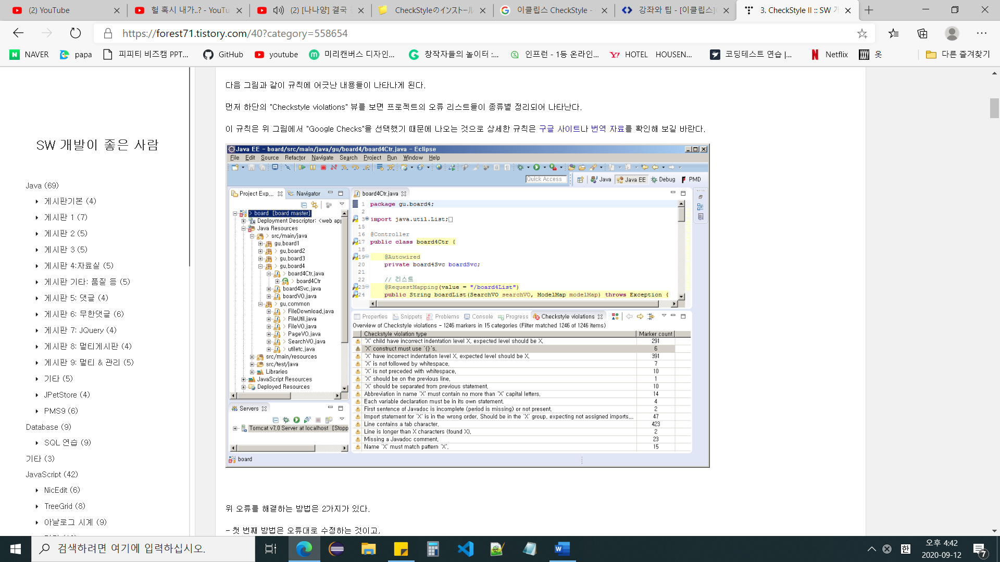 (2) YouTube
헐 혹시 내가..? - YouTu
(2) [나나양] 결국
CheckStyleのインストール
이클립스 CheckStyle -
강좌와 팁 - [이클립스]
3. CheckStyle II :: SW 개
https://forest71.tistory.com/40?category=558654
NAVER
papa
피피티 비즈캠 PPT...
GitHub
youtube
미리캔버스 디자인...
창작자들의 놀이터 :...
인프런 - 1등 온라인...
HOTEL HOUSEN...
코딩테스트 연습 |...
Netflix
옷
다른 즐겨찾기
SW 개발이 좋은 사람
Java (69)
게시판기본 (4)
게시판 1 (7)
게시판 2 (5)
게시판 3 (5)
게시판 4:자료실 (5)
게시판 기타: 품질 등 (5)
게시판 5: 댓글 (4)
게시판 6: 무한댓글 (6)
게시판 7: JQuery (4)
게시판 8: 멀티게시판 (4)
게시판 9: 멀티 & 관리 (5)
기타 (5)
JPetStore (4)
PMS9 (6)
Database (9)
SQL 연습 (9)
기타 (3)
JavaScript (42)
NicEdit (6)
TreeGrid (8)
아날로그 시계 (9)
다음 그림과 같이 규칙에 어긋난 내용들이 나타나게 된다.
먼저 하단의 "Checkstyle violations" 뷰를 보면 프로젝트의 오류 리스트들이 종류별 정리되어 나타난다.
이 규칙은 위 그림에서 "Google Checks"을 선택했기 때문에 나오는 것으로 상세한 규칙은 구글 사이트나 번역 자료를 확인해 보길 바란다.
Java EE - board/src/main/java/gu/board4/board4Ctr.java - Eclipse
File Edit Source Refactor Navigate Search Project Run Window Help
Quick Access
Java
Java EE
Debug
PMD
Project Exp...
Navigator
> board [board master]
Deployment Descriptor: <web app
Java Resources
> src/main/java
gu.board1
> gu.board2
> gu.board3
> gu.board4
> board4Ctr.java
> board4Ctr
board4Svc.java
boardVO.java
> gu.common
> FileDownload.java
> FileUtil.java
> FileVO.java
> PageVO.java
> SearchVO.java
> utiletc.java
src/main/resources
src/test/java
Libraries
JavaScript Resources
Deployed Resources
Servers
Tomcat v7.0 Server at localhost [Stopp
board4Ctr.java
1 package gu.board4;
2
3 import java.util.List;
15
16 @Controller
17 public class board4Ctr {
18
19 @Autowired
20 private board4Svc boardSvc;
21
22 // 리스트
23 @RequestMapping(value = "/board4List")
24 public String boardList(SearchVO searchVO, ModelMap modelMap) throws Exception {
Properties
Snippets
Problems
Console
Progress
Checkstyle violations
Overview of Checkstyle violations - 1246 markers in 15 categories (Filter matched 1246 of 1246 items)
Checkstyle violation type Marker count
'X' child have incorrect indentation level X, expected level should be X. 291
'X' construct must use '{}'s. 6
'X' have incorrect indentation level X, expected level should be X. 391
'X' is not followed by whitespace. 7
'X' is not preceded with whitespace. 10
'X' should be on the previous line. 1
'X' should be separated from previous statement. 10
Abbreviation in name 'X' must contain no more than 'X' capital letters. 14
Each variable declaration must be in its own statement. 4
First sentence of Javadoc is incomplete (period is missing) or not present. 2
Import statement for 'X' is in the wrong order. Should be in the 'X' group, expecting not assigned imports... 47
Line contains a tab character. 423
Line is longer than X characters (found X). 2
Missing a Javadoc comment. 23
Name 'X' must match pattern 'X'. 15
board
위 오류를 해결하는 방법은 2가지가 있다.
- 첫 번째 방법은 오류대로 수정하는 것이고,
검색하려면 여기에 입력하십시오.
한
오후 4:42
2020-09-12
7